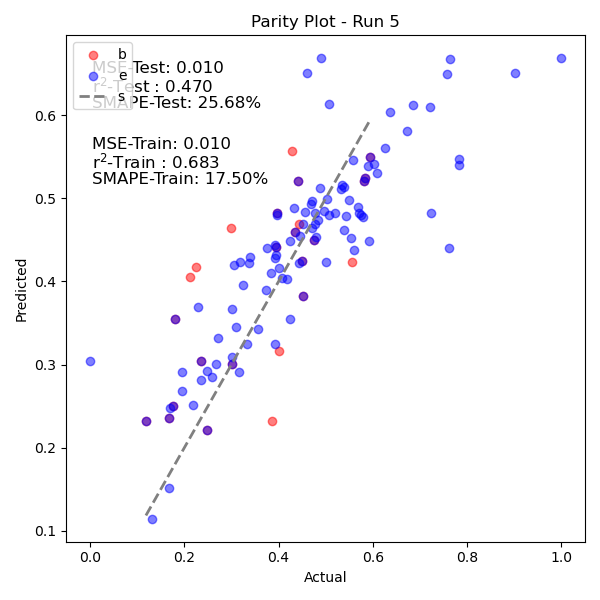 Parity Plot - Run 5
b
e
s
MSE-Test: 0.010
r²-Test : 0.470
SMAPE-Test: 25.68%
MSE-Train: 0.010
r²-Train : 0.683
SMAPE-Train: 17.50%
Predicted
0.6
0.5
0.4
0.3
0.2
0.1
0.0 0.2 0.4 0.6 0.8 1.0
Actual